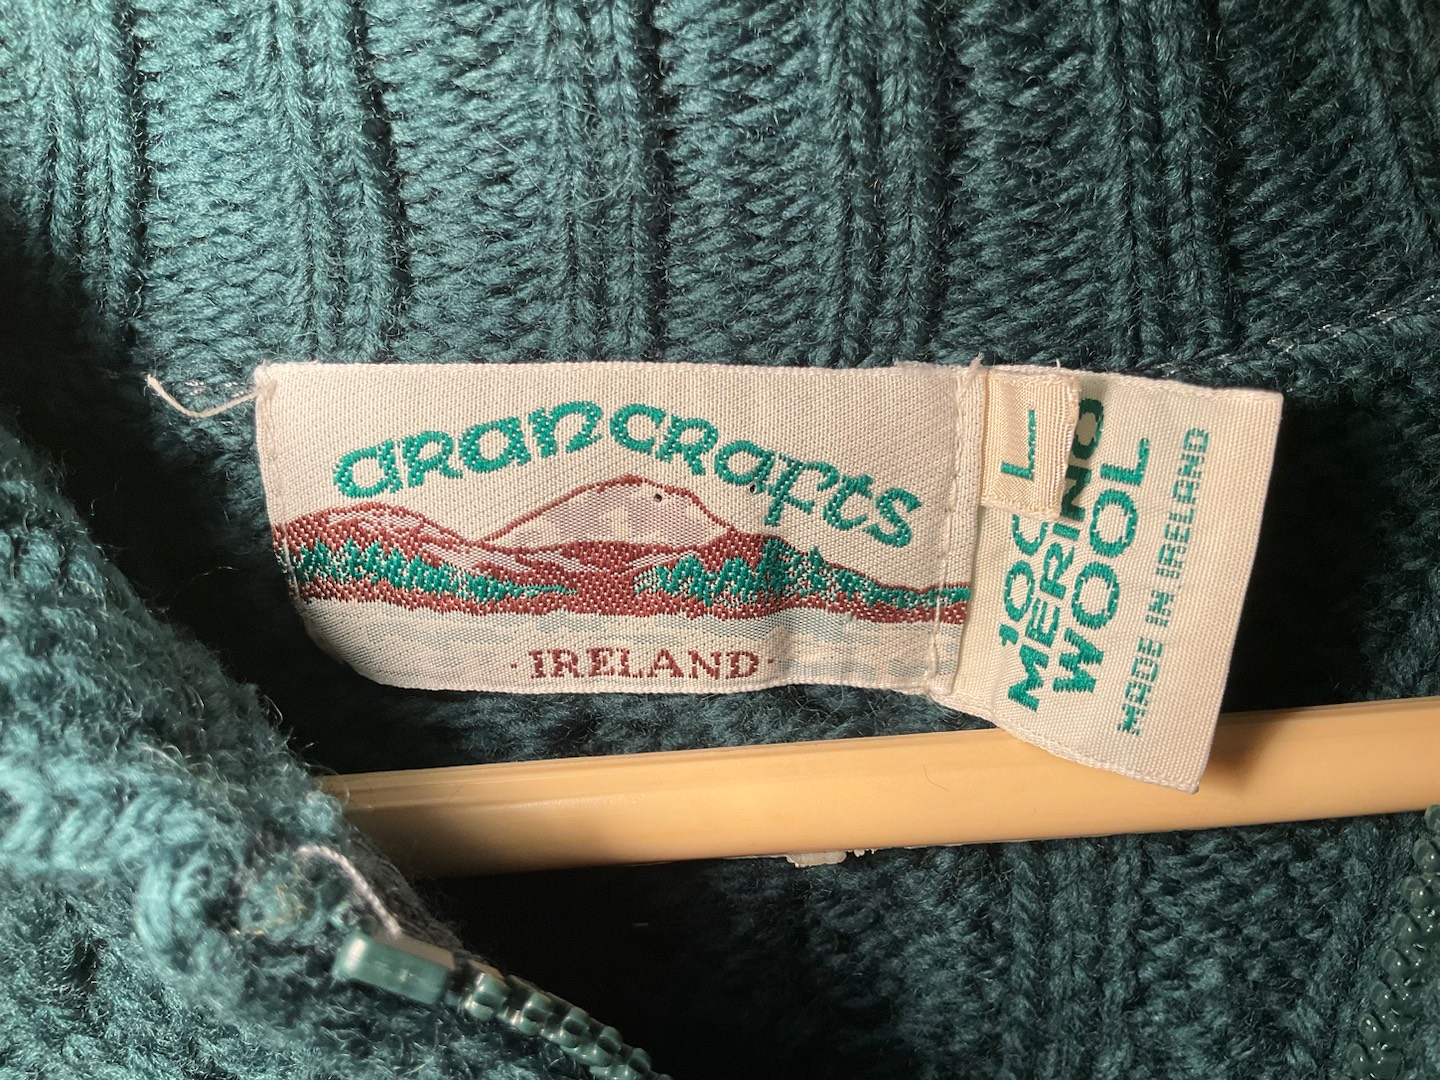 arancrafts
·IRELAND·
L
100
MERINO
WOOL
MADE IN IRELAND